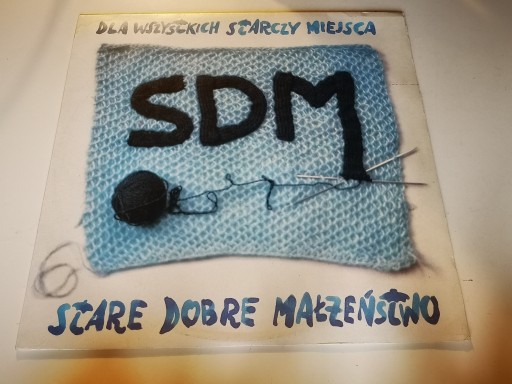 DLA WSZYSTKICH STARCZY MIEJSCA
SDM
STARE DOBRE MAŁŻEŃSTWO